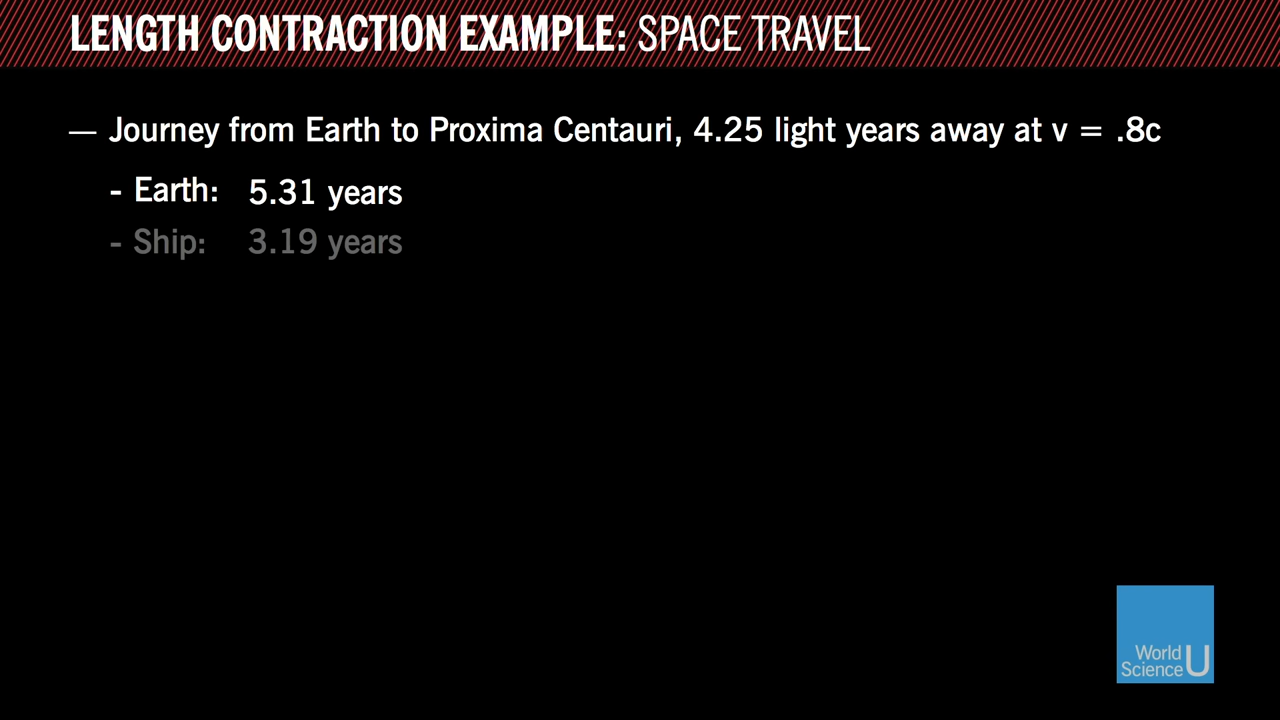 LENGTH CONTRACTION EXAMPLE: SPACE TRAVEL
— Journey from Earth to Proxima Centauri, 4.25 light years away at v = .8c
- Earth: 5.31 years
- Ship: 3.19 years
World
Science U